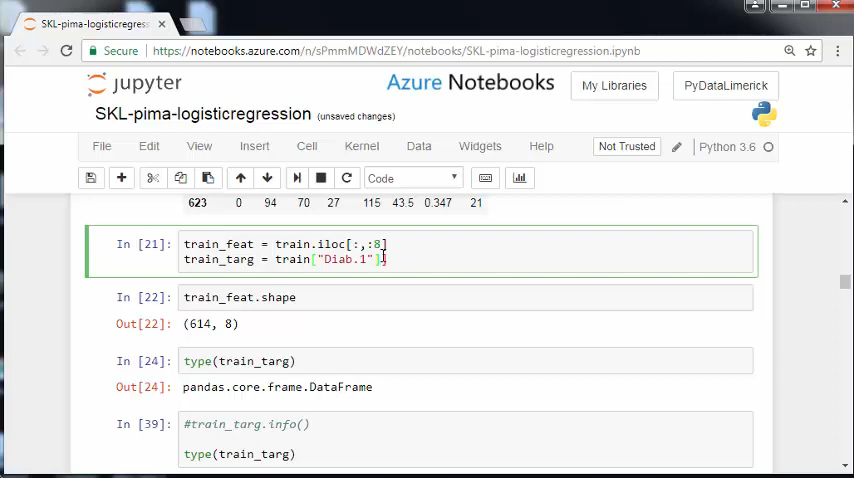 SKL-pima-logisticregress
Secure https://notebooks.azure.com/n/sPmmMDWdZEY/notebooks/SKL-pima-logisticregression.ipynb
jupyter
Azure Notebooks
My Libraries
PyDataLimerick
SKL-pima-logisticregression (unsaved changes)
File Edit View Insert Cell Kernel Data Widgets Help Not Trusted Python 3.6
Code
623 0 94 70 27 115 43.5 0.347 21
In [21]: train_feat = train.iloc[:,:8]
train_targ = train["Diab.1"]]
In [22]: train_feat.shape
Out[22]: (614, 8)
In [24]: type(train_targ)
Out[24]: pandas.core.frame.DataFrame
In [39]: #train_targ.info()
type(train_targ)